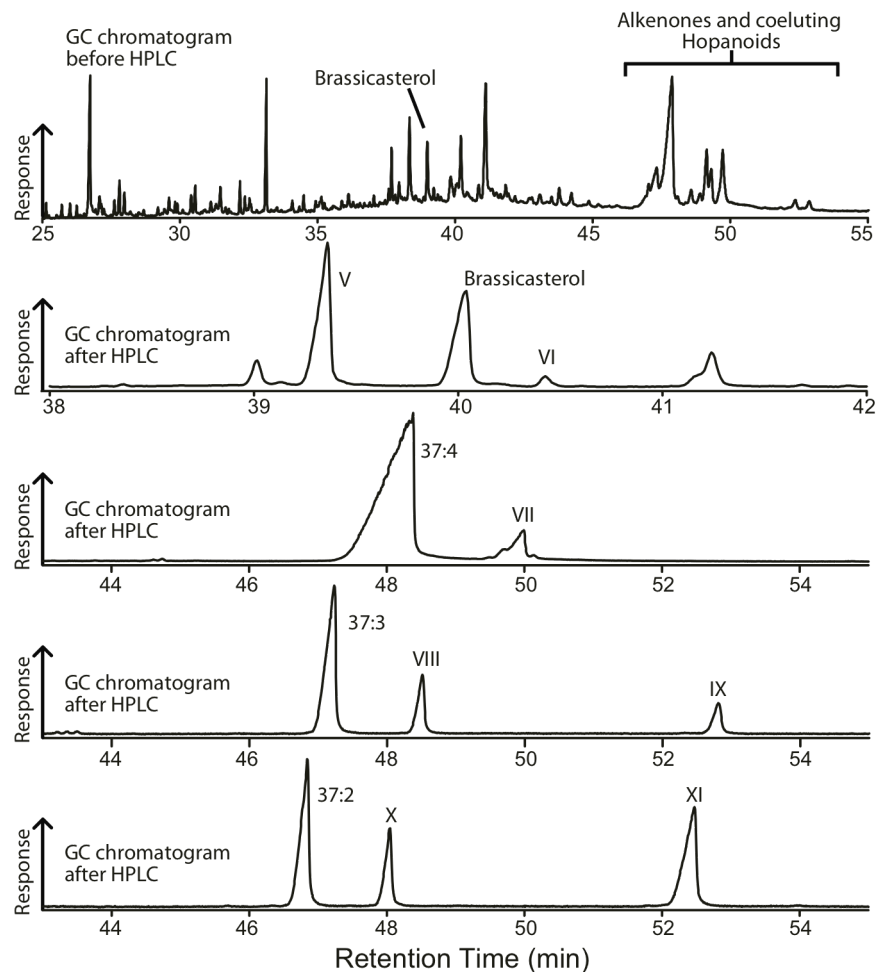 GC chromatogram
before HPLC
Brassicasterol
Alkenones and coeluting
Hopanoids
Response
25 30 35 40 45 50 55
GC chromatogram
after HPLC
V
Brassicasterol
VI
Response
38 39 40 41 42
GC chromatogram
after HPLC
37:4
VII
Response
44 46 48 50 52 54
GC chromatogram
after HPLC
37:3
VIII
IX
Response
44 46 48 50 52 54
GC chromatogram
after HPLC
37:2
X
XI
Response
44 46 48 50 52 54
Retention Time (min)